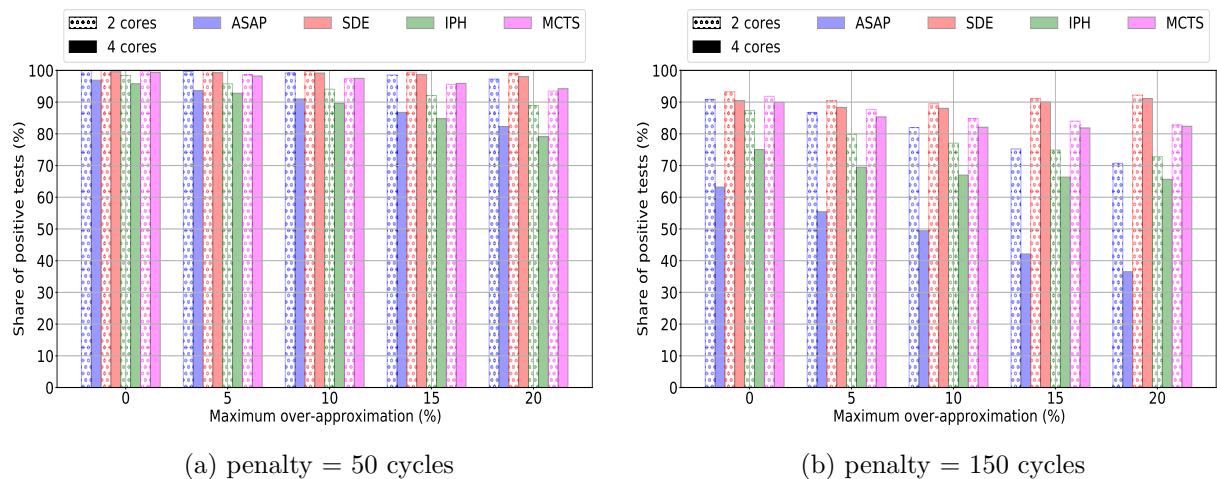 2 cores ASAP SDE IPH MCTS
4 cores
100
90
80
70
60
50
40
30
20
10
0
Share of positive tests (%)
0 5 10 15 20
Maximum over-approximation (%)
(a) penalty = 50 cycles
2 cores ASAP SDE IPH MCTS
4 cores
100
90
80
70
60
50
40
30
20
10
0
Share of positive tests (%)
0 5 10 15 20
Maximum over-approximation (%)
(b) penalty = 150 cycles